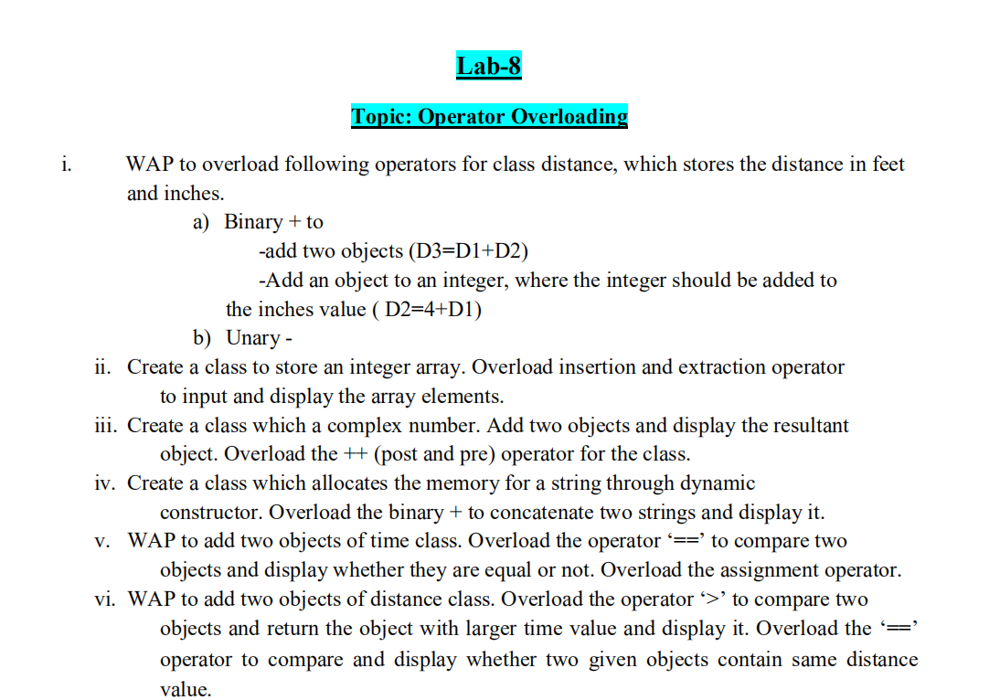 Lab-8
Topic: Operator Overloading
i. WAP to overload following operators for class distance, which stores the distance in feet
and inches.
a) Binary + to
-add two objects (D3=D1+D2)
-Add an object to an integer, where the integer should be added to
the inches value ( D2=4+D1)
b) Unary -
ii. Create a class to store an integer array. Overload insertion and extraction operator
to input and display the array elements.
iii. Create a class which a complex number. Add two objects and display the resultant
object. Overload the ++ (post and pre) operator for the class.
iv. Create a class which allocates the memory for a string through dynamic
constructor. Overload the binary + to concatenate two strings and display it.
v. WAP to add two objects of time class. Overload the operator ‘==’ to compare two
objects and display whether they are equal or not. Overload the assignment operator.
vi. WAP to add two objects of distance class. Overload the operator ‘>’ to compare two
objects and return the object with larger time value and display it. Overload the ‘==’
operator to compare and display whether two given objects contain same distance
value.